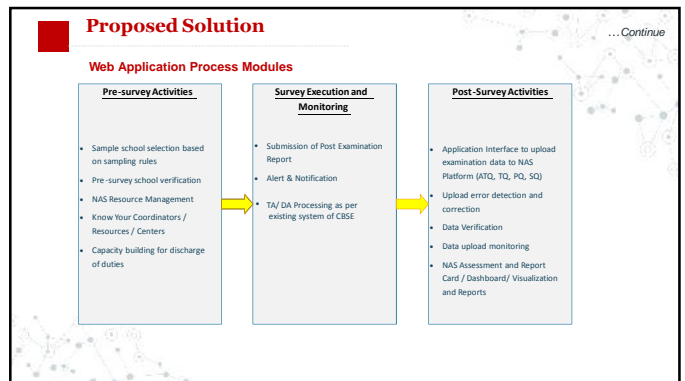 Proposed Solution
...Continue
Web Application Process Modules
Pre-survey Activities
• Sample school selection based
on sampling rules
• Pre-survey school verification
• NAS Resource Management
• Know Your Coordinators /
Resources / Centers
• Capacity building for discharge
of duties
Survey Execution and
Monitoring
• Submission of Post Examination
Report
• Alert & Notification
• TA/ DA Processing as per
existing system of CBSE
Post-Survey Activities
• Application Interface to upload
examination data to NAS
Platform (ATQ, TQ, PQ, SQ)
• Upload error detection and
correction
• Data Verification
• Data upload monitoring
• NAS Assessment and Report
Card / Dashboard/ Visualization
and Reports